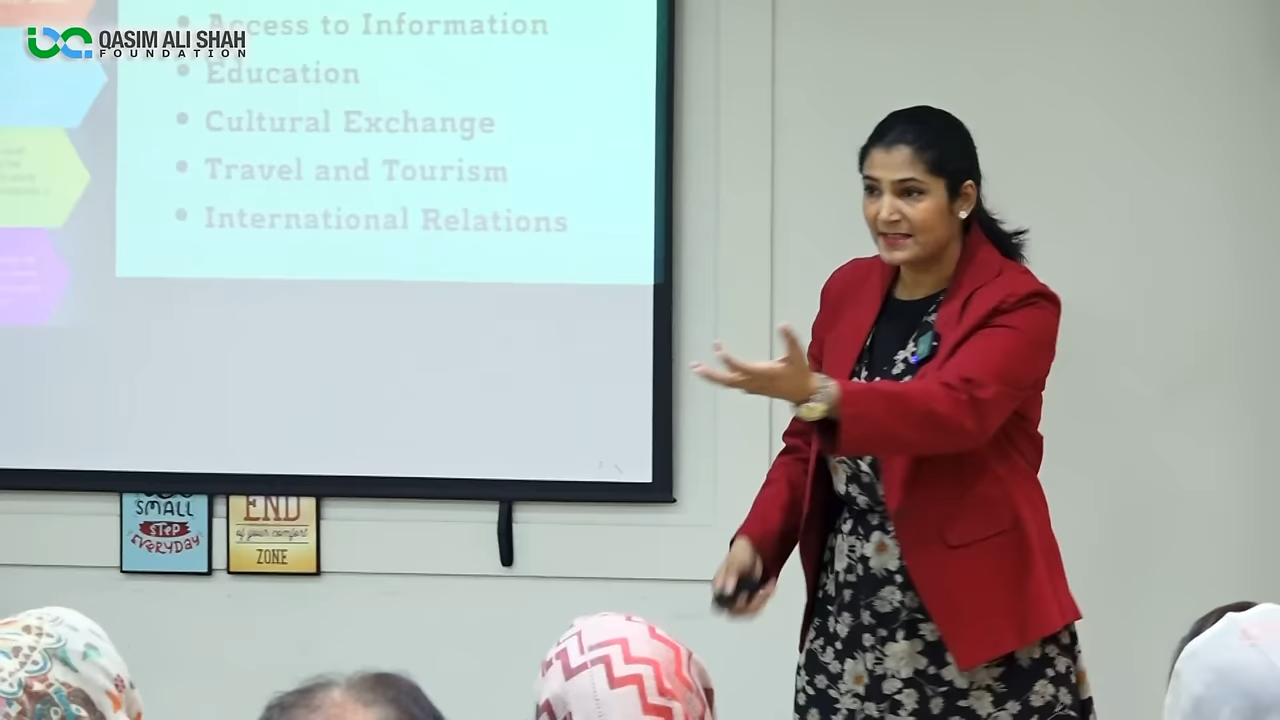 QASIM ALI SHAH
FOUNDATION
• Access to Information
• Education
• Cultural Exchange
• Travel and Tourism
• International Relations
SMALL
STEP
EVERYDAY
END
of your comfort
ZONE